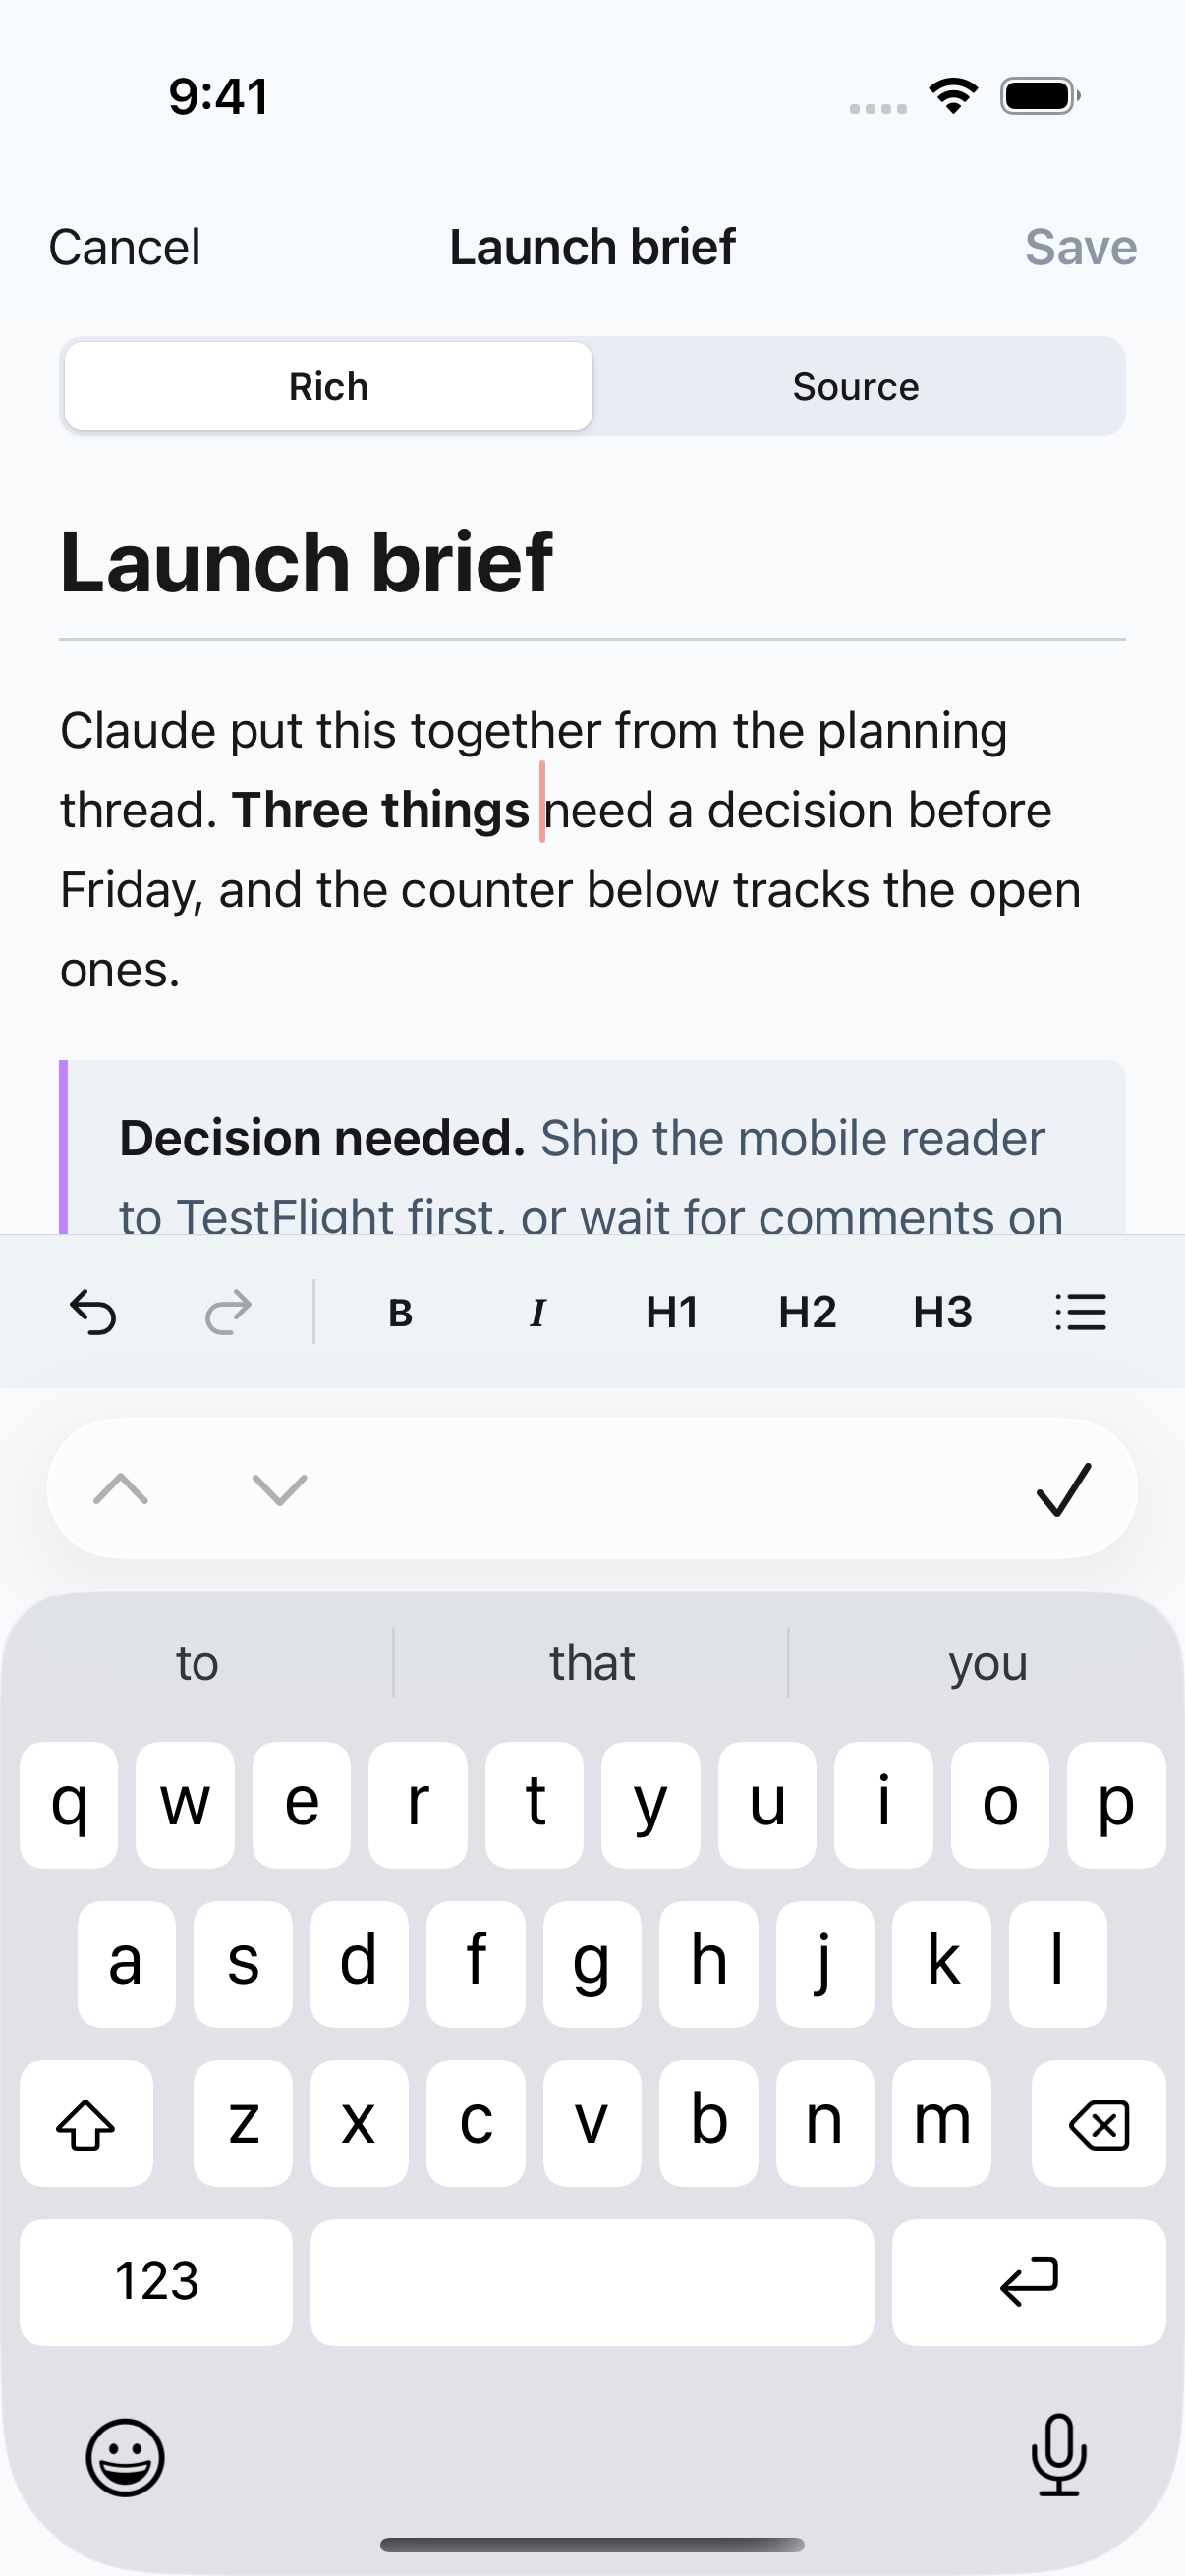 9:41
Cancel Launch brief Save
Rich Source
Launch brief
Claude put this together from the planning
thread. Three things need a decision before
Friday, and the counter below tracks the open
ones.
Decision needed. Ship the mobile reader
to TestFlight first, or wait for comments on
B I H1 H2 H3
to that you
q w e r t y u i o p
a s d f g h j k l
z x c v b n m
123